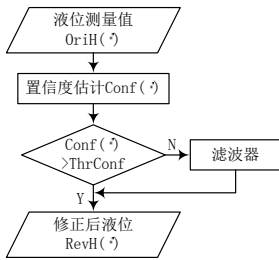 液位测量值
OriH(·)
置信度估计Conf(·)
Conf(·)
>ThrConf
N
滤波器
Y
修正后液位
RevH(·)